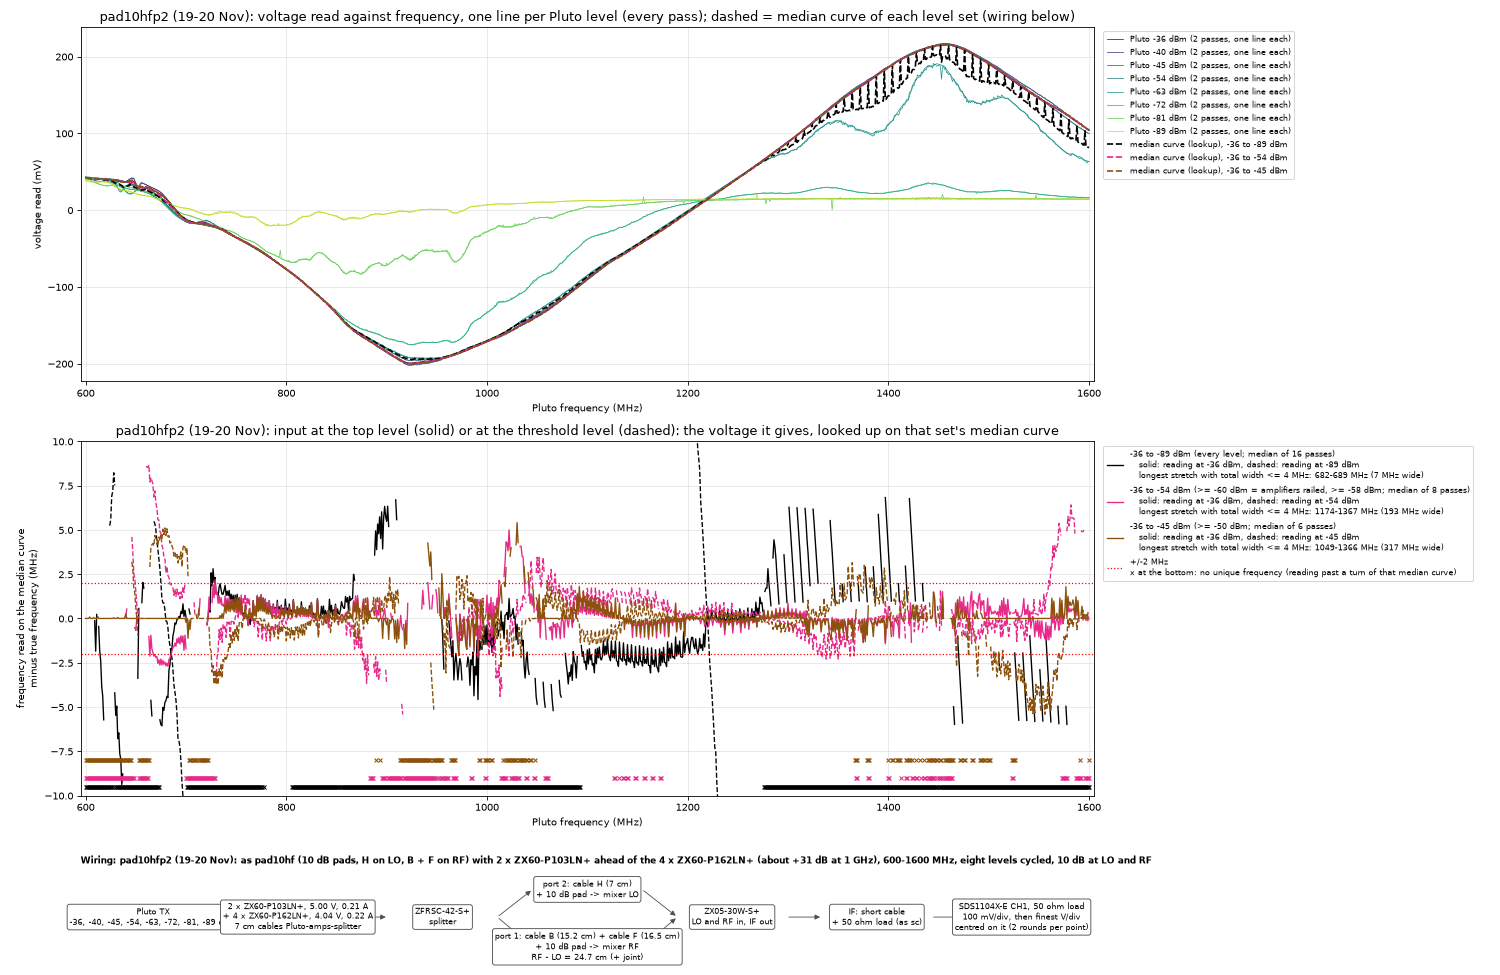 pad10hfp2 (19-20 Nov): voltage read against frequency, one line per Pluto level (every pass); dashed = median curve of each level set (wiring below)
200
100
0
−100
−200
voltage read (mV)
600
800
1000
1200
1400
1600
Pluto frequency (MHz)
Pluto -36 dBm (2 passes, one line each)
Pluto -40 dBm (2 passes, one line each)
Pluto -45 dBm (2 passes, one line each)
Pluto -54 dBm (2 passes, one line each)
Pluto -63 dBm (2 passes, one line each)
Pluto -72 dBm (2 passes, one line each)
Pluto -81 dBm (2 passes, one line each)
Pluto -89 dBm (2 passes, one line each)
median curve (lookup), -36 to -89 dBm
median curve (lookup), -36 to -54 dBm
median curve (lookup), -36 to -45 dBm
pad10hfp2 (19-20 Nov): input at the top level (solid) or at the threshold level (dashed): the voltage it gives, looked up on that set's median curve
10.0
7.5
5.0
2.5
0.0
−2.5
−5.0
−7.5
−10.0
frequency read on the median curve
minus true frequency (MHz)
600
800
1000
1200
1400
1600
Pluto frequency (MHz)
-36 to -89 dBm (every level; median of 16 passes)
solid: reading at -36 dBm, dashed: reading at -89 dBm
longest stretch with total width <= 4 MHz: 682-689 MHz (7 MHz wide)
-36 to -54 dBm (>= -60 dBm = amplifiers railed, >= -58 dBm; median of 8 passes)
solid: reading at -36 dBm, dashed: reading at -54 dBm
longest stretch with total width <= 4 MHz: 1174-1367 MHz (193 MHz wide)
-36 to -45 dBm (>= -50 dBm; median of 6 passes)
solid: reading at -36 dBm, dashed: reading at -45 dBm
longest stretch with total width <= 4 MHz: 1049-1366 MHz (317 MHz wide)
+/-2 MHz
x at the bottom: no unique frequency (reading past a turn of that median curve)
Wiring: pad10hfp2 (19-20 Nov): as pad10hf (10 dB pads, H on LO, B + F on RF) with 2 x ZX60-P103LN+ ahead of the 4 x ZX60-P162LN+ (about +31 dB at 1 GHz), 600-1600 MHz, eight levels cycled, 10 dB at LO and RF
Pluto TX
-36, -40, -45, -54, -63, -72, -81, -89
2 x ZX60-P103LN+, 5.00 V, 0.21 A
+ 4 x ZX60-P162LN+, 4.04 V, 0.22 A
7 cm cables Pluto-amps-splitter
ZFRSC-42-S+
splitter
port 2: cable H (7 cm)
+ 10 dB pad -> mixer LO
port 1: cable B (15.2 cm) + cable F (16.5 cm)
+ 10 dB pad -> mixer RF
RF - LO = 24.7 cm (+ joint)
ZX05-30W-S+
LO and RF in, IF out
IF: short cable
+ 50 ohm load (as sc)
SDS1104X-E CH1, 50 ohm load
100 mV/div, then finest V/div
centred on it (2 rounds per point)